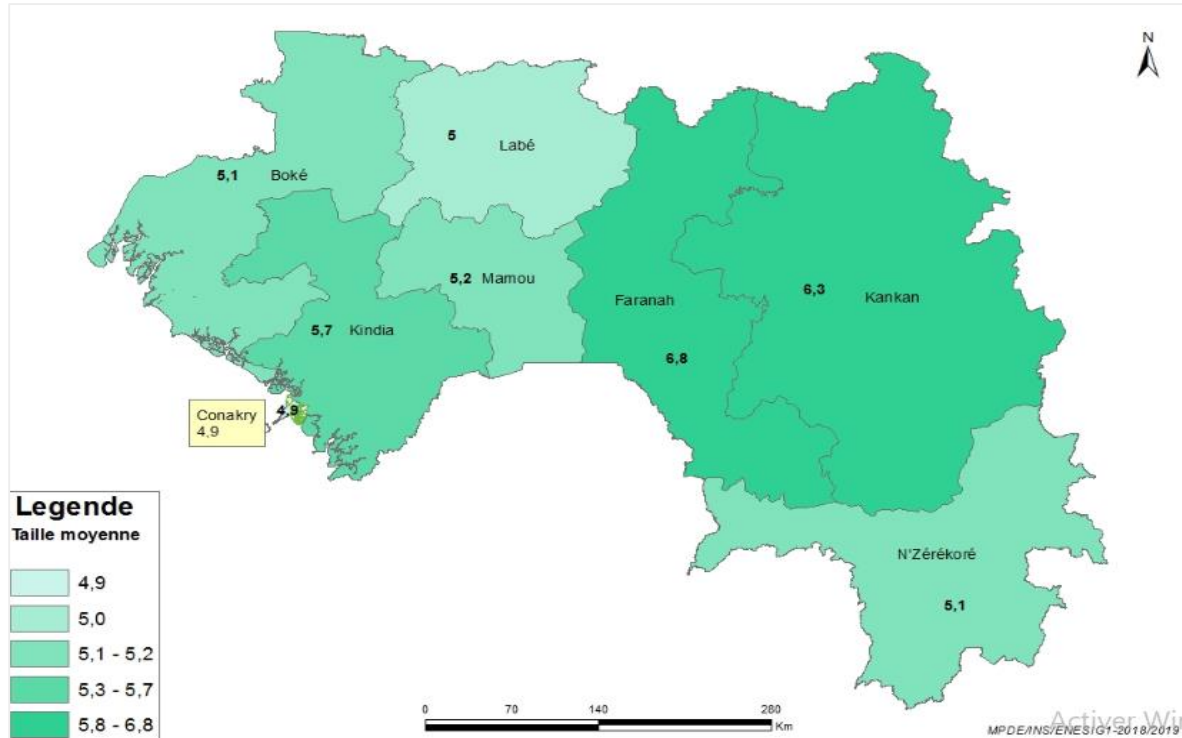 N
5
Labé
5,1
Boké
5,2
Mamou
6,3
Kankan
Faranah
5,7
Kindia
6,8
4,9
Conakry
4,9
N'Zérékoré
5,1
Legende
Taille moyenne
4,9
5,0
5,1 - 5,2
5,3 - 5,7
5,8 - 6,8
0 70 140 280
Km
Activer Win
MPDE/INS/ENESIG1-2018/2019